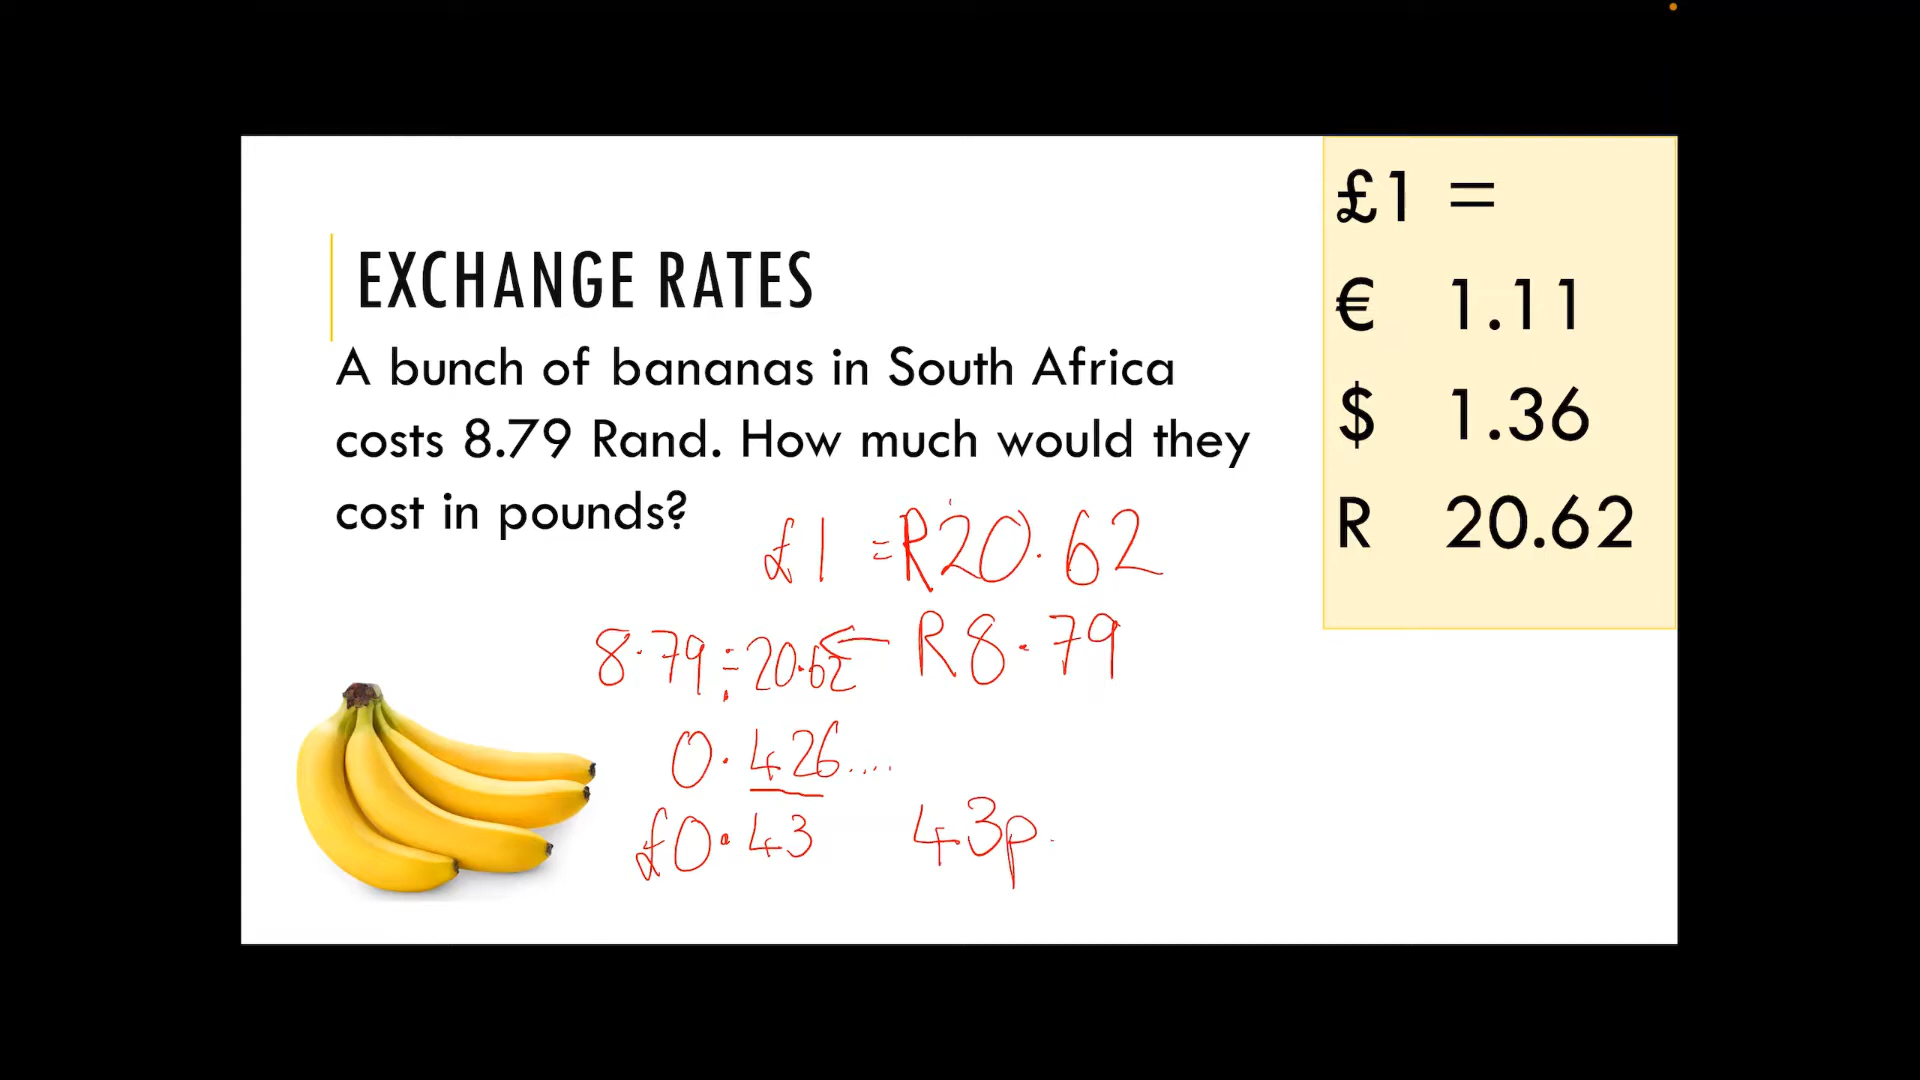 EXCHANGE RATES
A bunch of bananas in South Africa
costs 8.79 Rand. How much would they
cost in pounds?
£1 = R20.62
8.79 ÷ 20.62 ← R8.79
0.426....
£0.43 43p.
£1 =
€ 1.11
$ 1.36
R 20.62